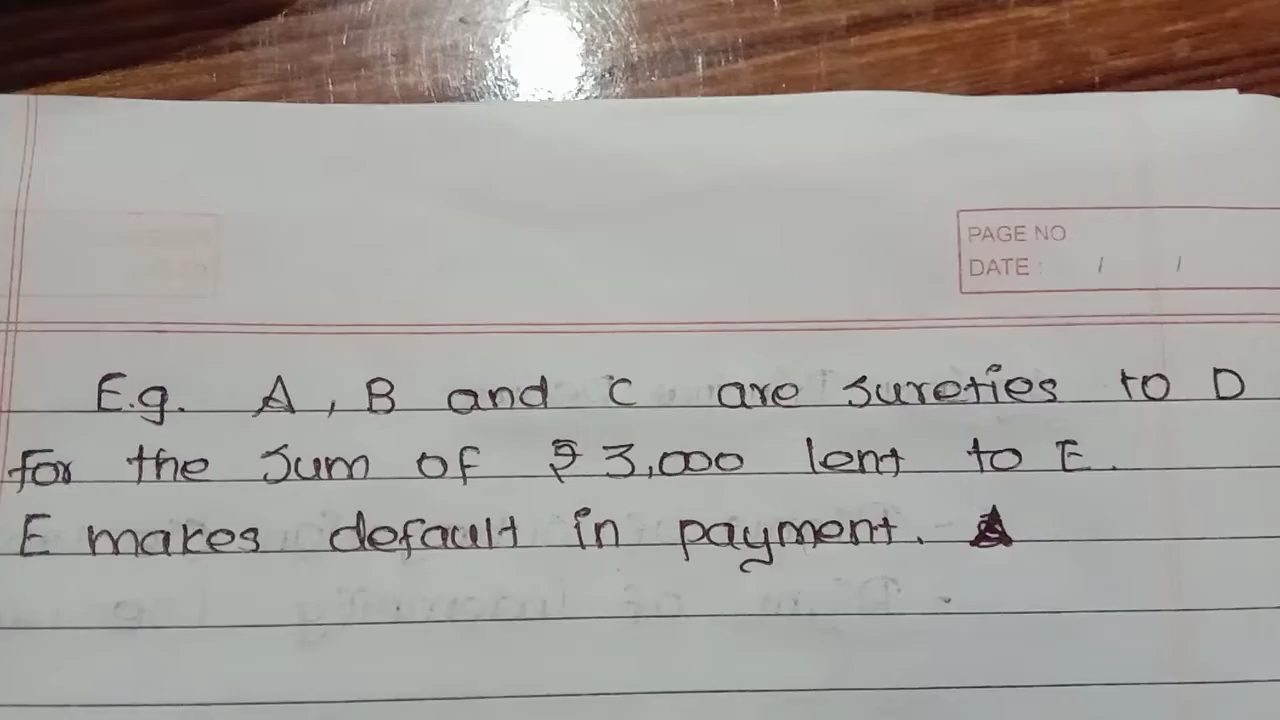 PAGE NO
DATE : / /
E.g. A, B and C are sureties to D
for the sum of ₹ 3,000 lent to E.
E makes default in payment.